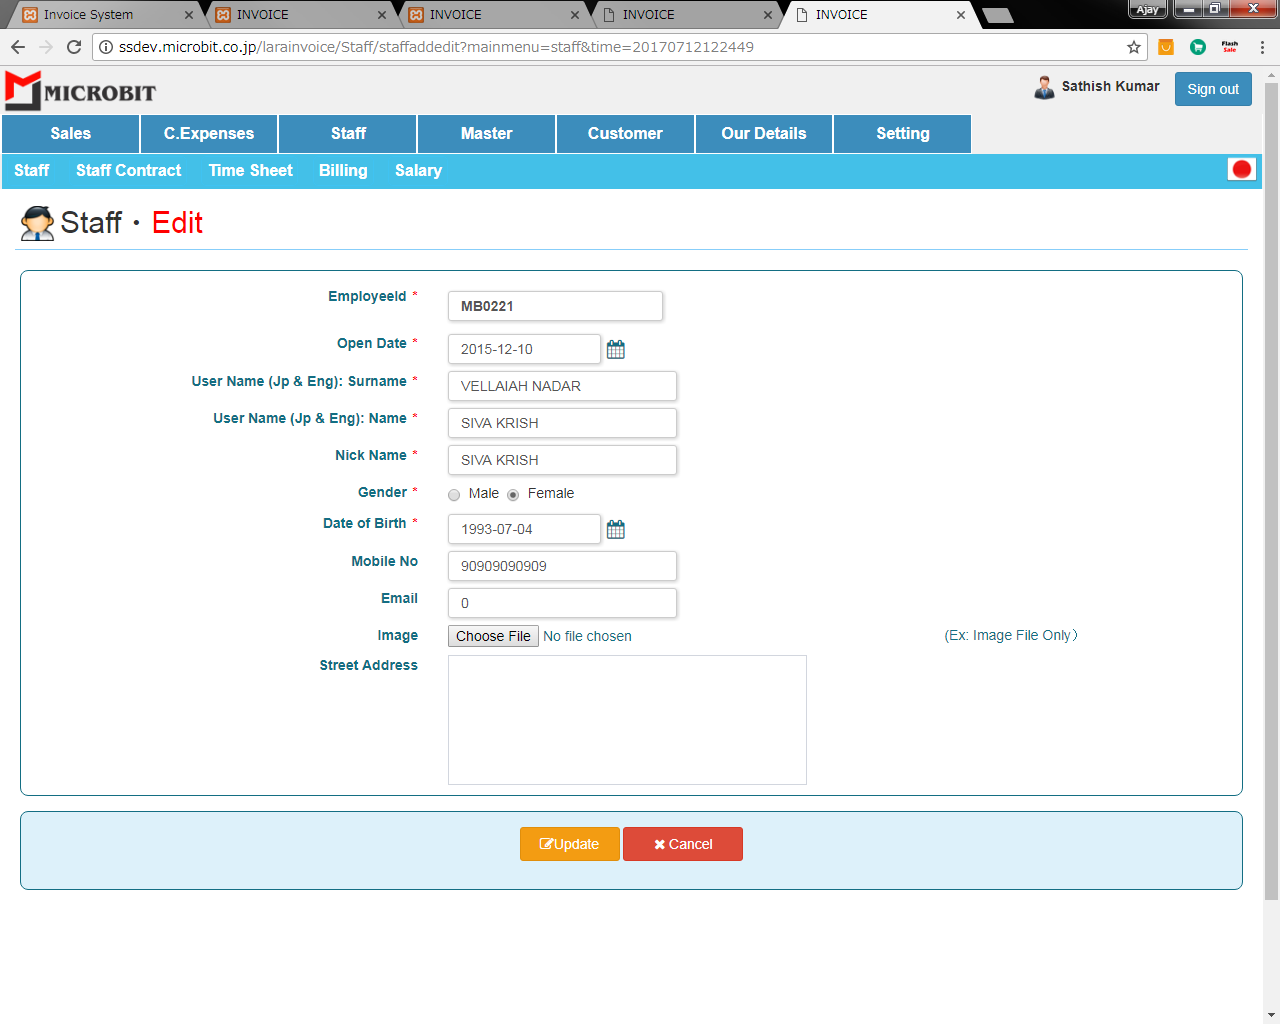 Invoice System
INVOICE
INVOICE
INVOICE
INVOICE
Ajay
ssdev.microbit.co.jp/larainvoice/Staff/staffaddedit?mainmenu=staff&time=20170712122449
Flash Sale
MICROBIT
Sathish Kumar
Sign out
Sales C.Expenses Staff Master Customer Our Details Setting
Staff Staff Contract Time Sheet Billing Salary
Staff・Edit
EmployeeId * MB0221
Open Date * 2015-12-10
User Name (Jp & Eng): Surname * VELLAIAH NADAR
User Name (Jp & Eng): Name * SIVA KRISH
Nick Name * SIVA KRISH
Gender * Male Female
Date of Birth * 1993-07-04
Mobile No 90909090909
Email 0
Image Choose File No file chosen (Ex: Image File Only）
Street Address
Update Cancel